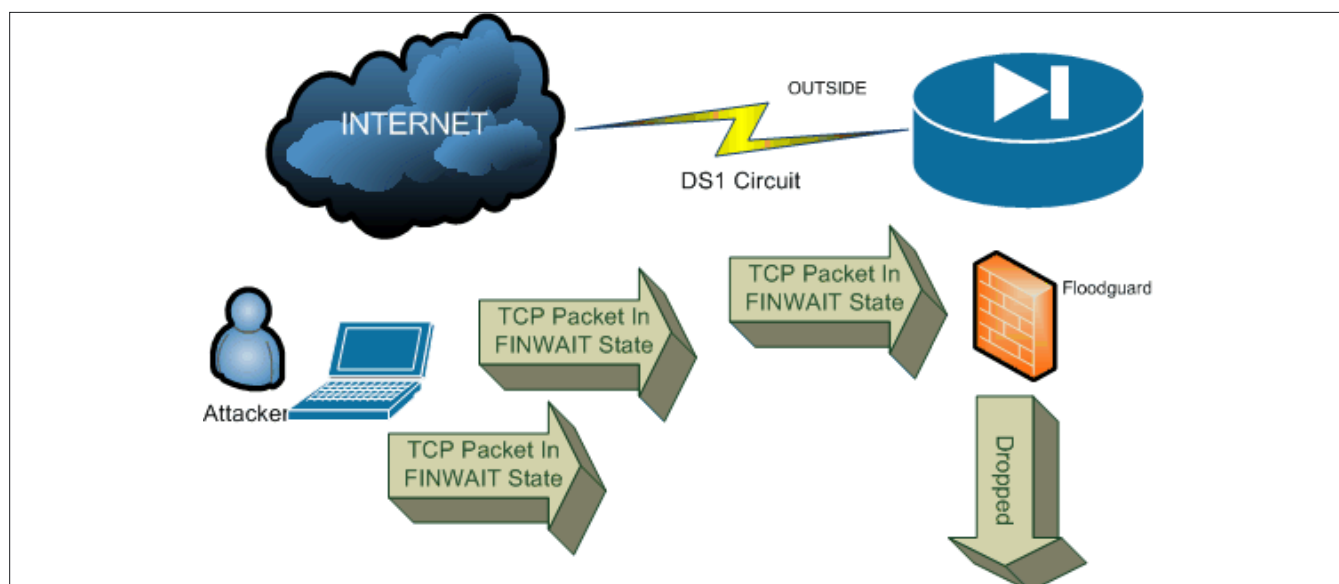 INTERNET
OUTSIDE
DS1 Circuit
TCP Packet In
FINWAIT State
Floodguard
TCP Packet In
FINWAIT State
Attacker
TCP Packet In
FINWAIT State
Dropped